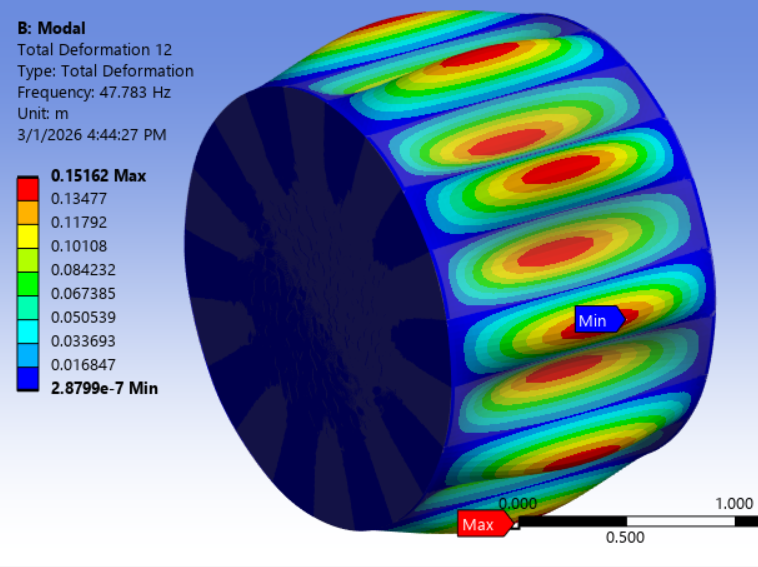 B: Modal
Total Deformation 12
Type: Total Deformation
Frequency: 47.783 Hz
Unit: m
3/1/2026 4:44:27 PM
0.15162 Max
0.13477
0.11792
0.10108
0.084232
0.067385
0.050539
0.033693
0.016847
2.8799e-7 Min
Min
Max
0.000
1.000
0.500